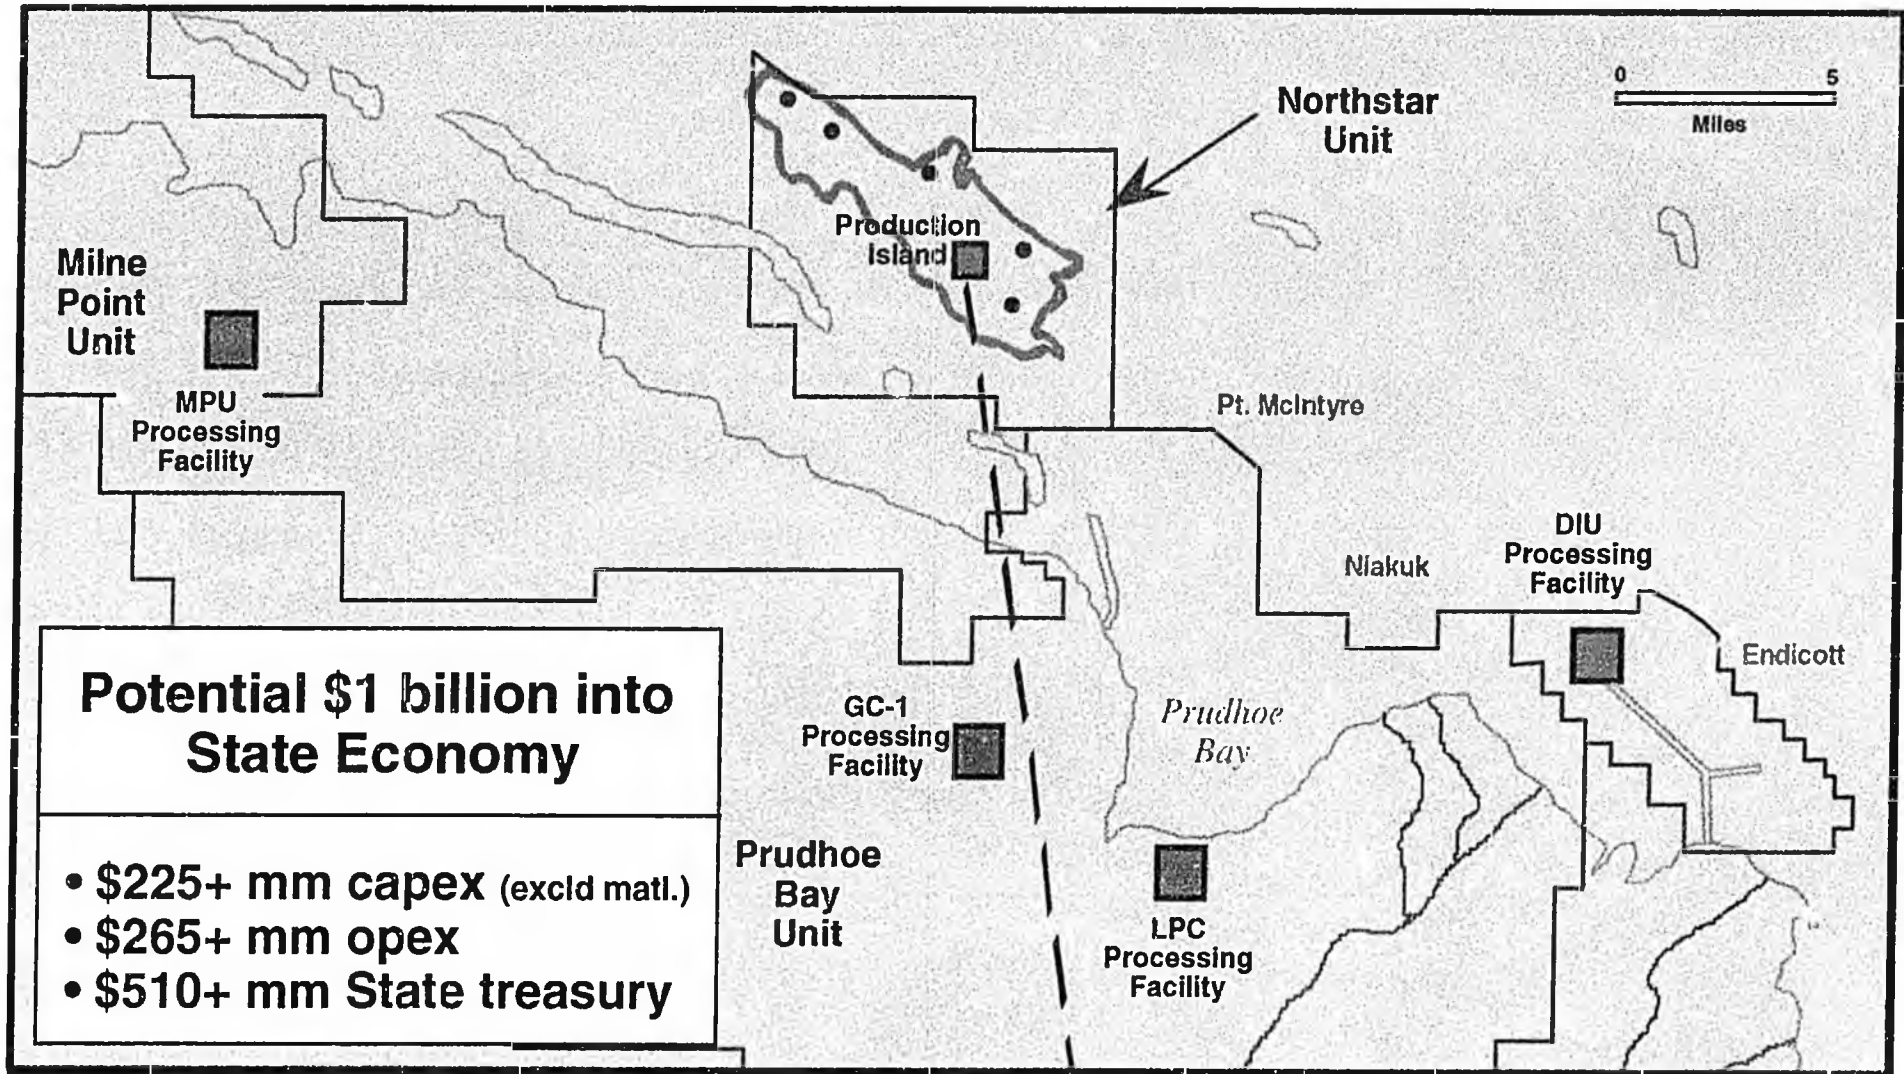 0 5
Miles
Northstar
Unit
Production
Island
Milne
Point
Unit
MPU
Processing
Facility
Pt. McIntyre
DIU
Processing
Facility
Niakuk
Endicott
Potential $1 billion into
State Economy
• $225+ mm capex (excld matl.)
• $265+ mm opex
• $510+ mm State treasury
GC-1
Processing
Facility
Prudhoe
Bay
Prudhoe
Bay
Unit
LPC
Processing
Facility